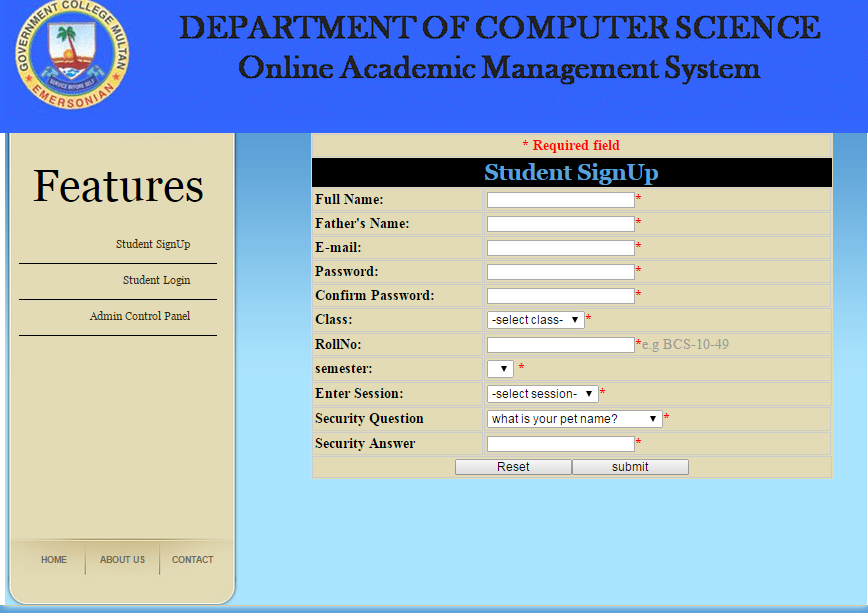 GOVERNMENT COLLEGE MULTAN
SERVICE BEFORE SELF
EMERSONIAN
DEPARTMENT OF COMPUTER SCIENCE
Online Academic Management System
Features
Student SignUp
Student Login
Admin Control Panel
HOME ABOUT US CONTACT
* Required field
Student SignUp
Full Name: *
Father's Name: *
E-mail: *
Password: *
Confirm Password: *
Class: -select class- *
RollNo: *e.g BCS-10-49
semester: *
Enter Session: -select session- *
Security Question what is your pet name? *
Security Answer *
Reset submit